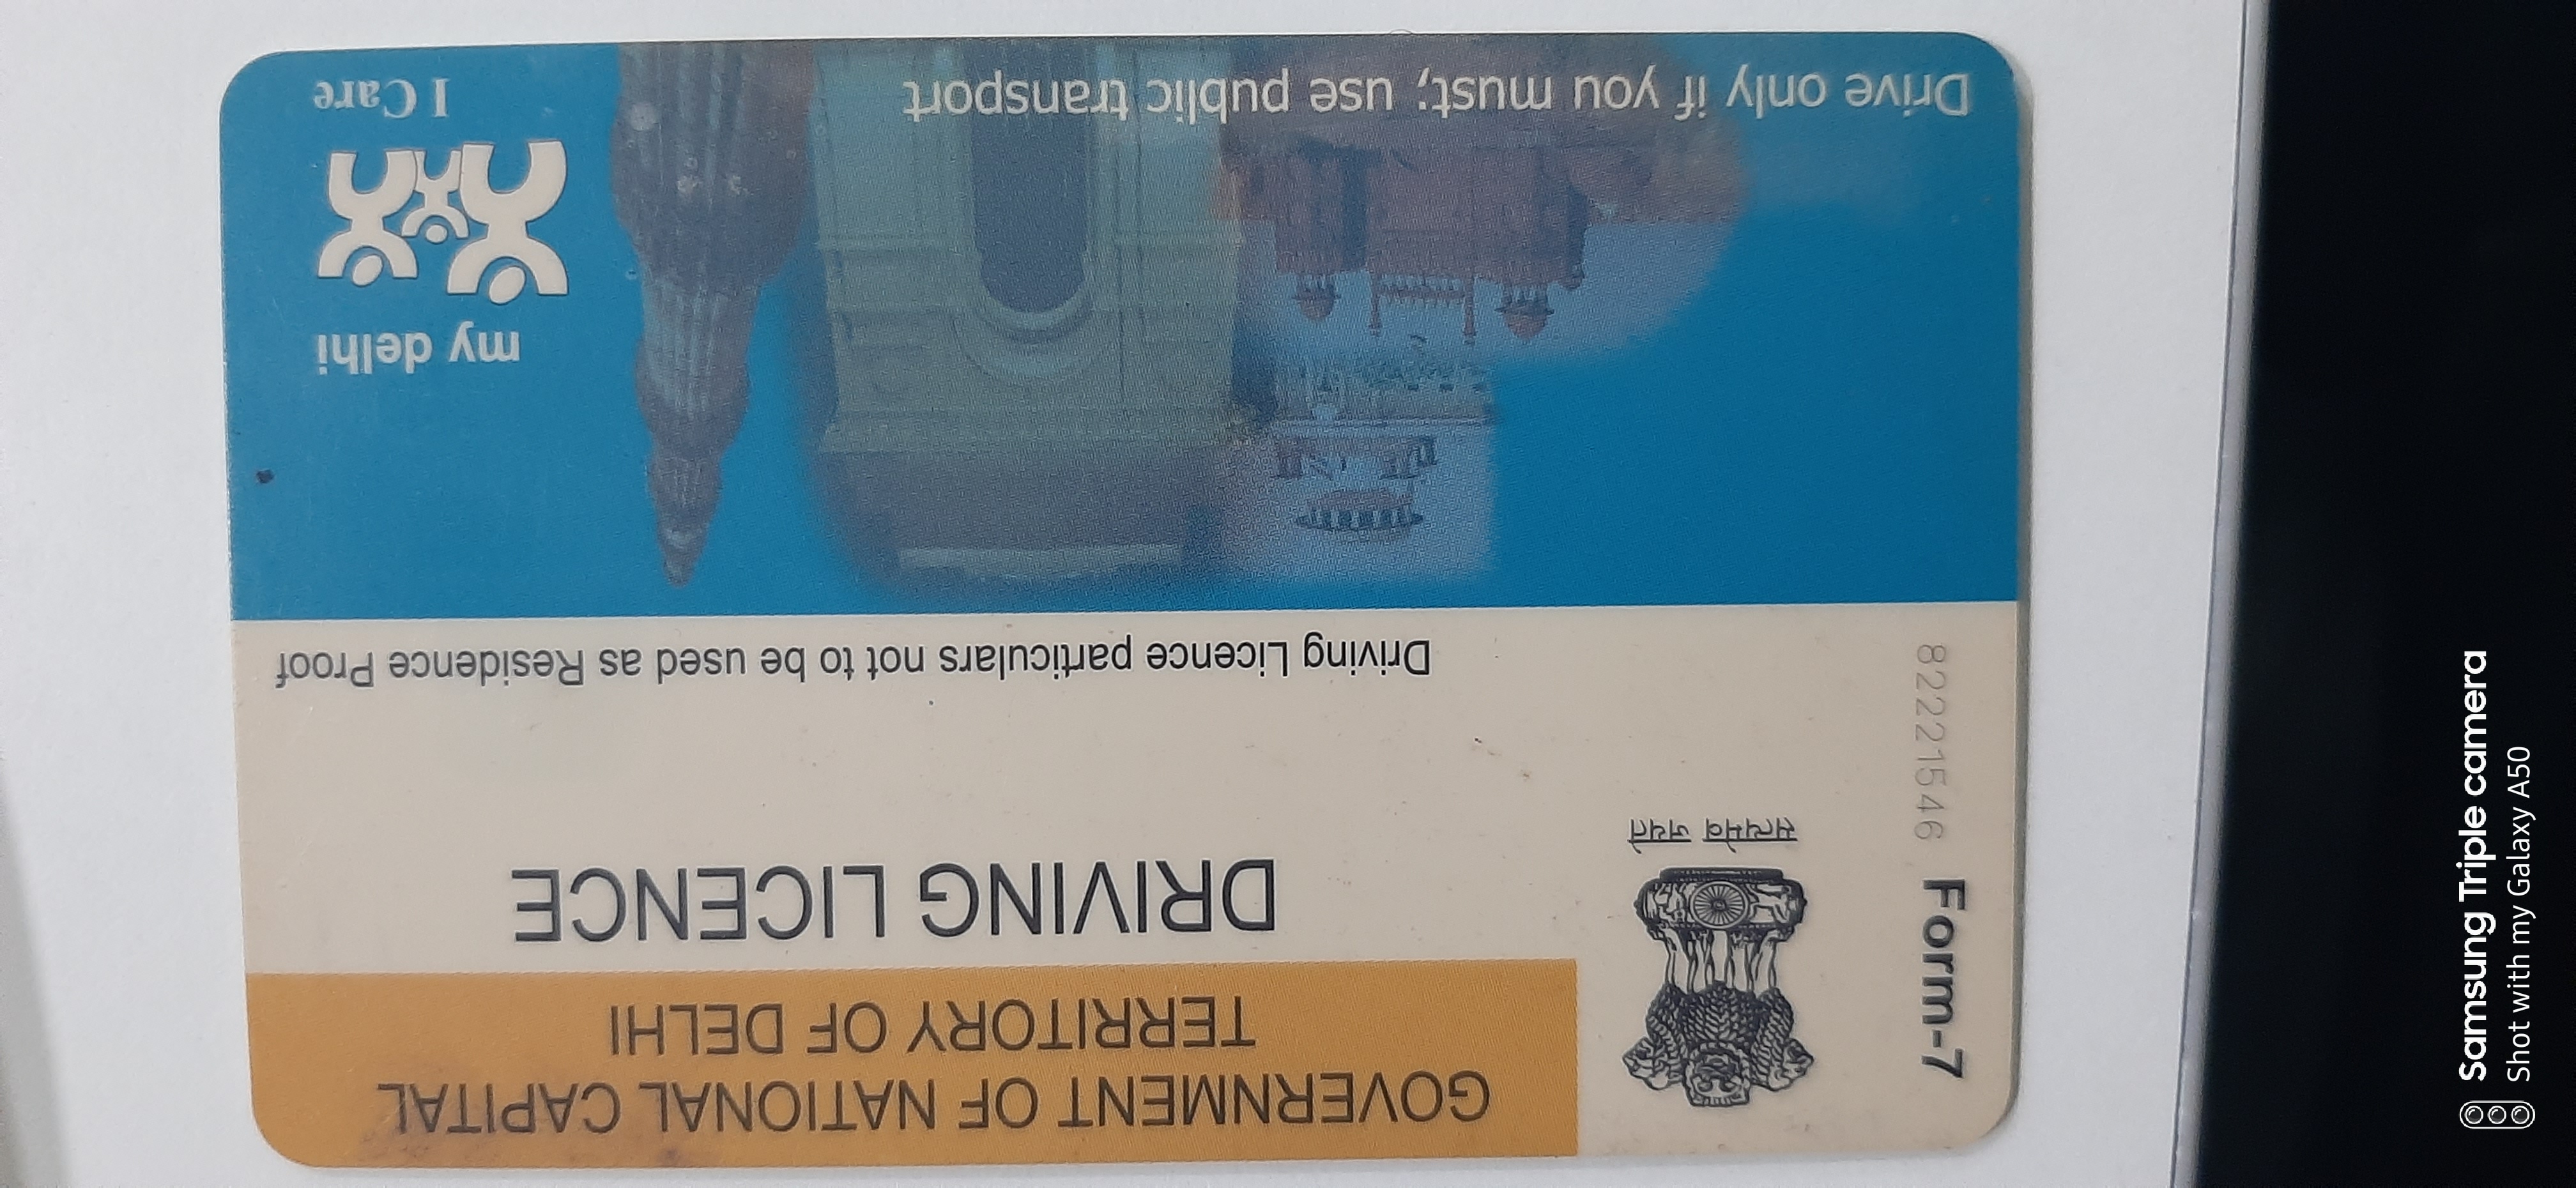 Form-7 82221546
GOVERNMENT OF NATIONAL CAPITAL
TERRITORY OF DELHI
DRIVING LICENCE
सत्यमेव जयते
Driving Licence particulars not to be used as Residence Proof
my delhi
I Care
Drive only if you must; use public transport
Samsung Triple camera
Shot with my Galaxy A50